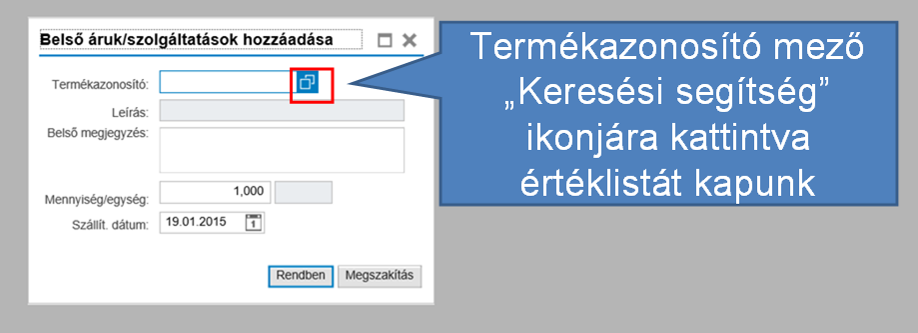 Belső áruk/szolgáltatások hozzáadása
Termékazonosító:
Leírás:
Belső megjegyzés:
Mennyiség/egység: 1,000
Szállít. dátum: 19.01.2015 1
Rendben Megszakítás
Termékazonosító mező
„Keresési segítség”
ikonjára kattintva
értéklistát kapunk